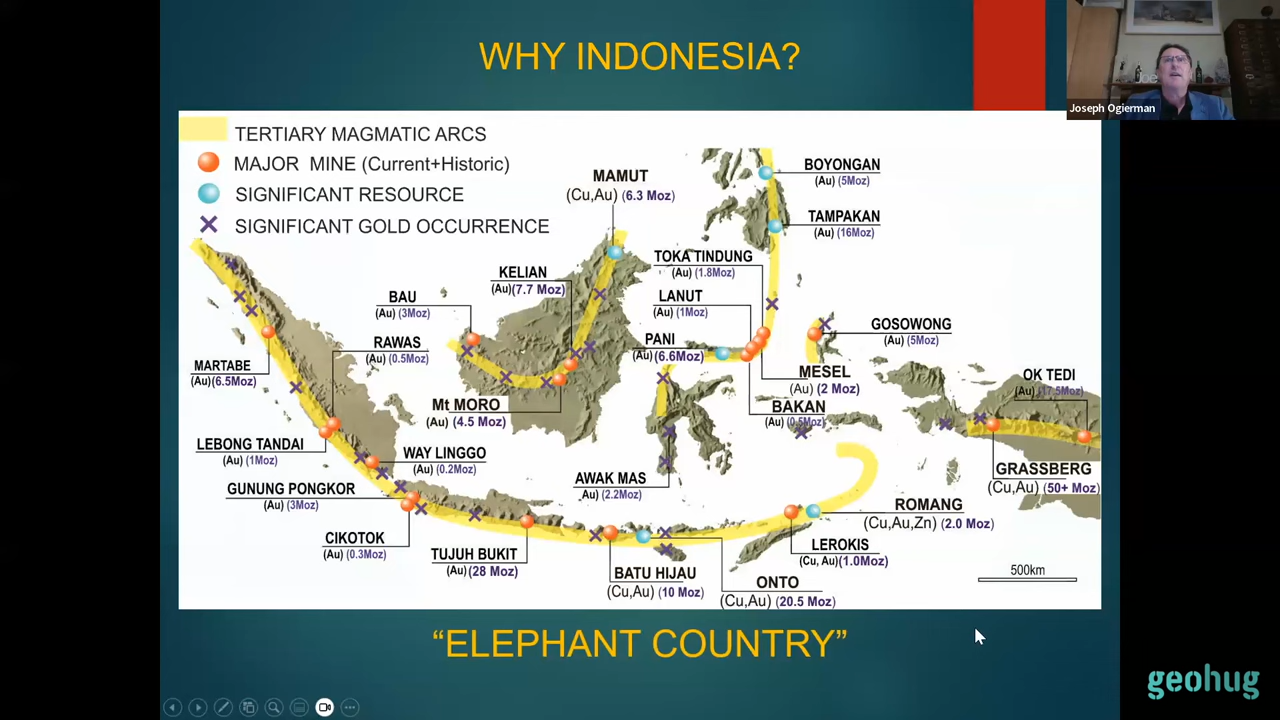 WHY INDONESIA?
Joe
Joseph Ogierman
TERTIARY MAGMATIC ARCS
MAJOR MINE (Current+Historic)
SIGNIFICANT RESOURCE
SIGNIFICANT GOLD OCCURRENCE
MAMUT
(Cu,Au) (6.3 Moz)
BOYONGAN
(Au) (5Moz)
TAMPAKAN
(Au) (16Moz)
TOKA TINDUNG
(Au) (1.8Moz)
KELIAN
(Au)(7.7 Moz)
LANUT
(Au) (1Moz)
BAU
(Au) (3Moz)
GOSOWONG
(Au) (5Moz)
RAWAS
(Au) (0.5Moz)
PANI
(Au) (6.6Moz)
MARTABE
(Au)(6.5Moz)
MESEL
(Au) (2 Moz)
OK TEDI
(Au) (17.5Moz)
Mt MORO
(Au) (4.5 Moz)
BAKAN
(Au) (0.5Moz)
LEBONG TANDAI
(Au) (1Moz)
WAY LINGGO
(Au) (0.2Moz)
GRASSBERG
(Cu,Au) (50+ Moz)
AWAK MAS
Au) (2.2Moz)
GUNUNG PONGKOR
(Au) (3Moz)
ROMANG
(Cu,Au,Zn) (2.0 Moz)
CIKOTOK
(Au) (0.3Moz)
TUJUH BUKIT
(Au) (28 Moz)
LEROKIS
(Cu, Au)(1.0Moz)
BATU HIJAU
(Cu,Au) (10 Moz)
ONTO
(Cu,Au) (20.5 Moz)
500km
“ELEPHANT COUNTRY”
geohug